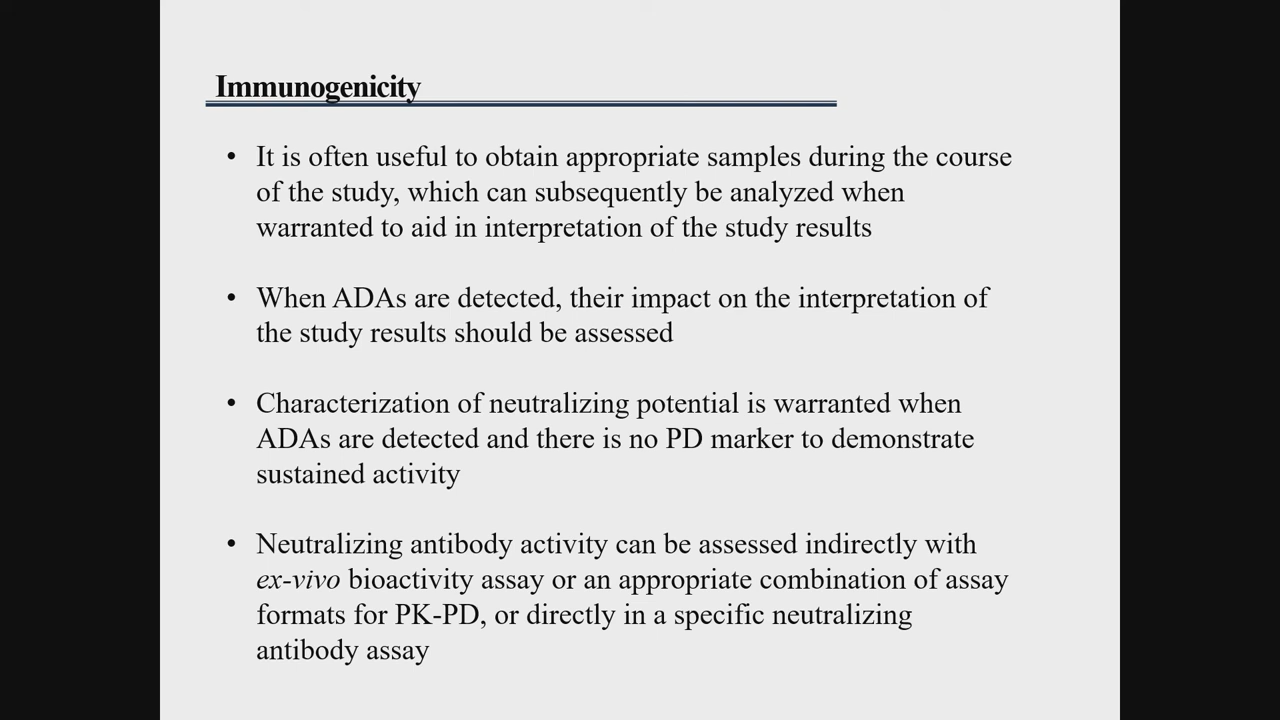 Immunogenicity
• It is often useful to obtain appropriate samples during the course
of the study, which can subsequently be analyzed when
warranted to aid in interpretation of the study results
• When ADAs are detected, their impact on the interpretation of
the study results should be assessed
• Characterization of neutralizing potential is warranted when
ADAs are detected and there is no PD marker to demonstrate
sustained activity
• Neutralizing antibody activity can be assessed indirectly with
ex-vivo bioactivity assay or an appropriate combination of assay
formats for PK-PD, or directly in a specific neutralizing
antibody assay